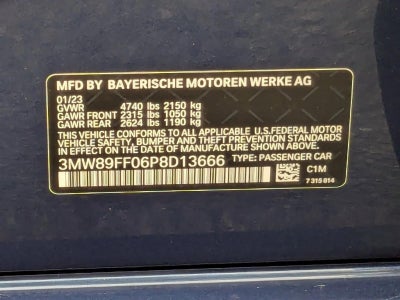 MFD BY BAYERISCHE MOTOREN WERKE AG
01/23
GVWR 4740 lbs 2150 kg
GAWR FRONT 2315 lbs 1050 kg
GAWR REAR 2624 lbs 1190 kg
THIS VEHICLE CONFORMS TO ALL APPLICABLE U.S.FEDERAL MOTOR
VEHICLE SAFETY, BUMPER, AND THEFT PREVENTION STANDARDS
IN EFFECT ON THE DATE OF MANUFACTURE SHOWN ABOVE.
3MW89FF06P8D13666 TYPE: PASSENGER CAR
C1M
7 315 814